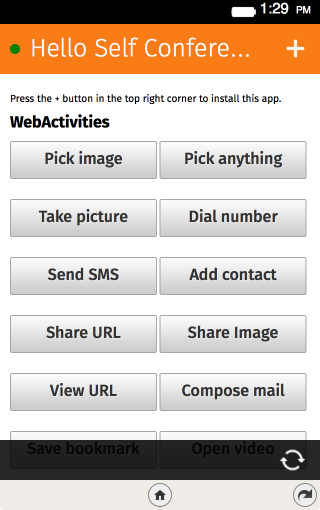 1:29 PM
Hello Self Confere... +
Press the + button in the top right corner to install this app.
WebActivities
Pick image Pick anything
Take picture Dial number
Send SMS Add contact
Share URL Share Image
View URL Compose mail
Save bookmark Open video